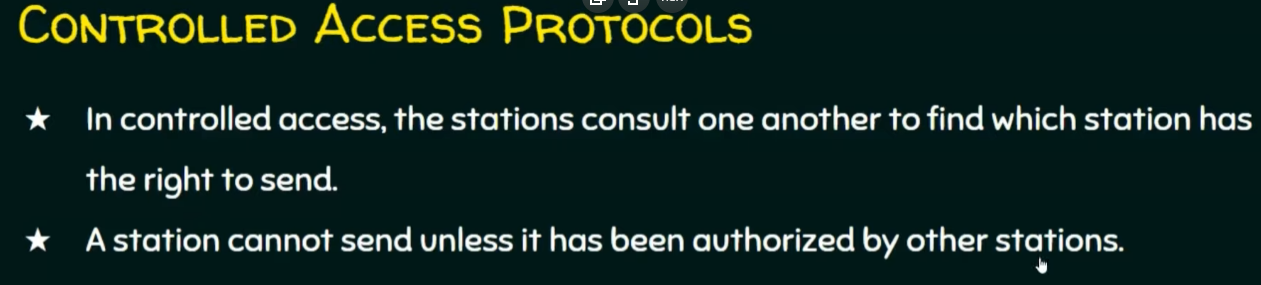 Controlled Access Protocols
★ In controlled access, the stations consult one another to find which station has
the right to send.
★ A station cannot send unless it has been authorized by other stations.